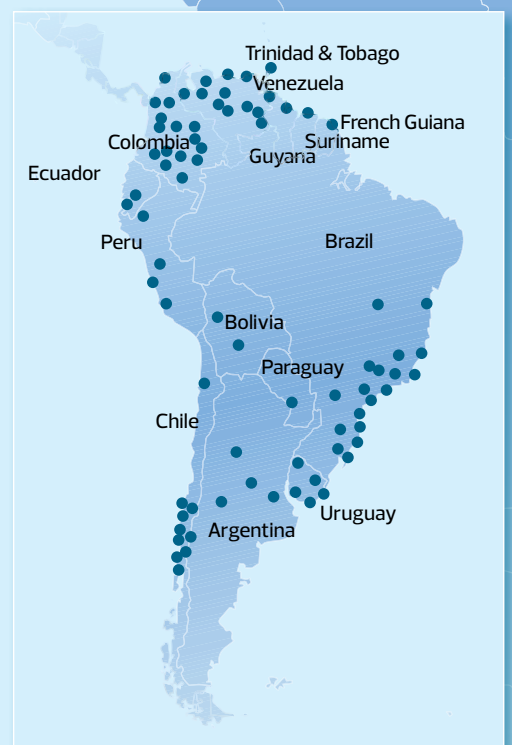 Trinidad & Tobago
Venezuela
French Guiana
Suriname
Colombia
Guyana
Ecuador
Peru
Brazil
Bolivia
Paraguay
Chile
Uruguay
Argentina